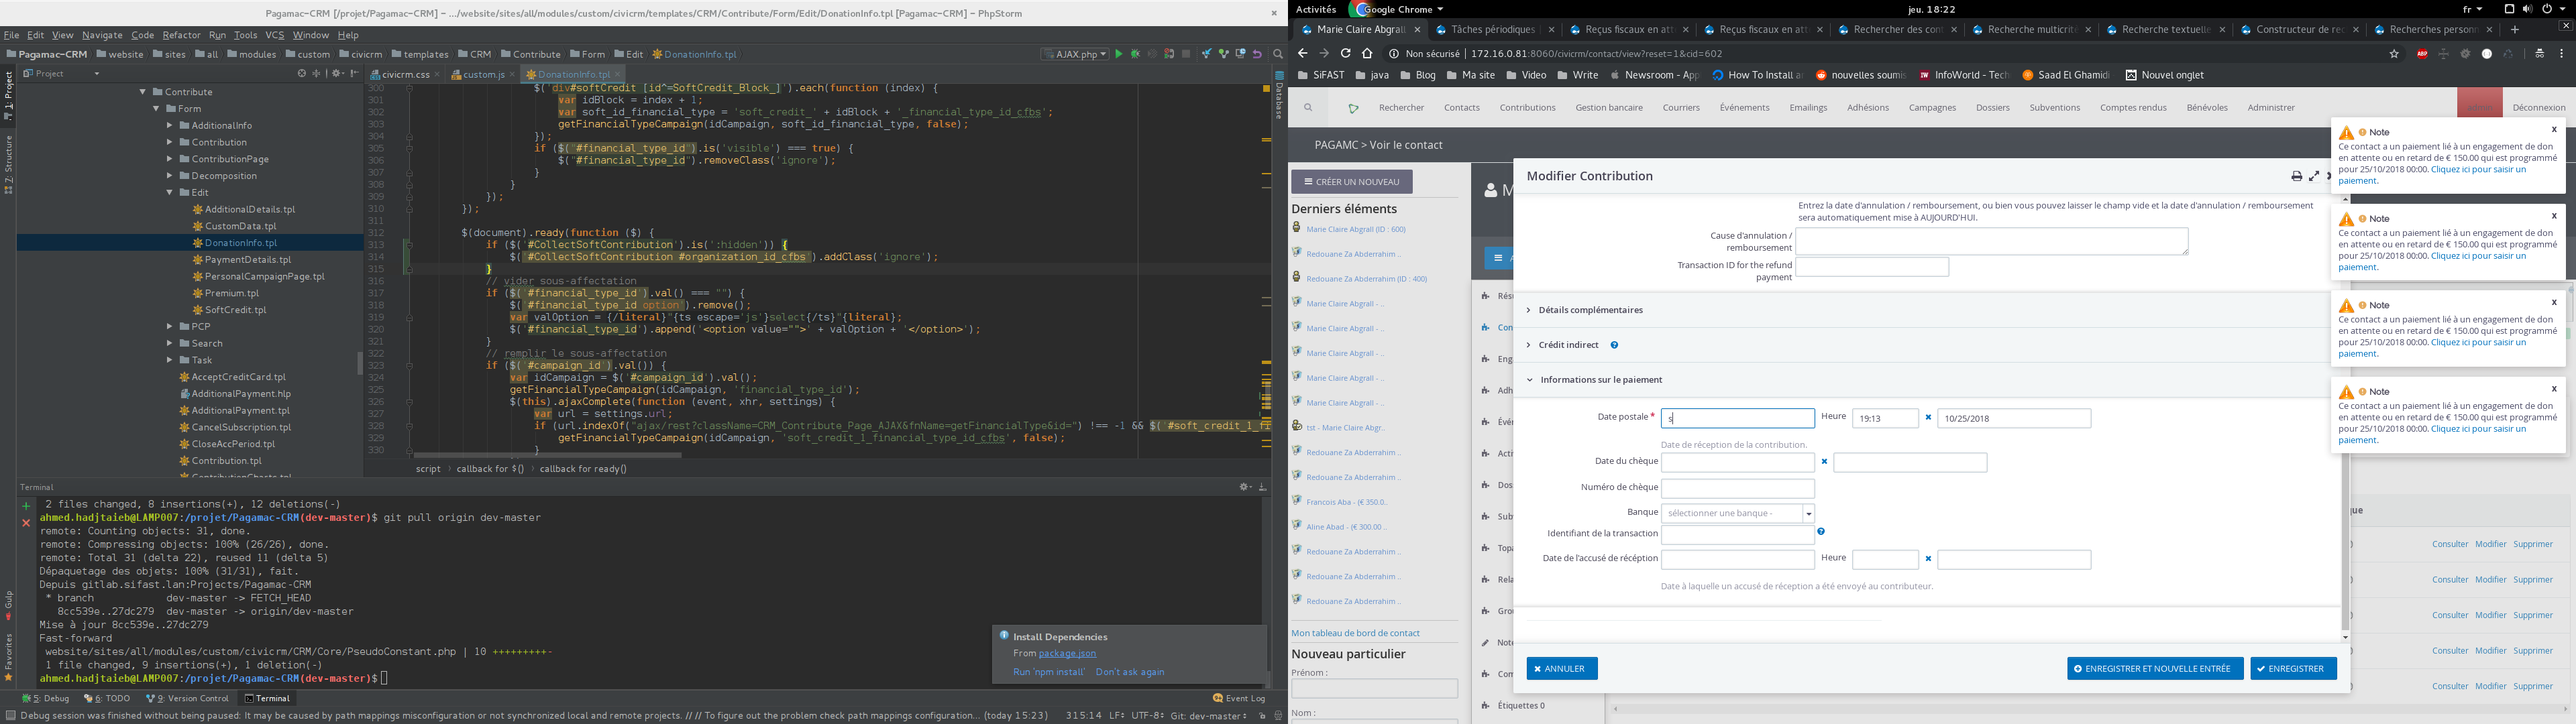 Pagamac-CRM [/projet/Pagamac-CRM] – .../website/sites/all/modules/custom/civicrm/templates/CRM/Contribute/Form/Edit/DonationInfo.tpl [Pagamac-CRM] – PhpStorm
File Edit View Navigate Code Refactor Run Tools VCS Window Help
Pagamac-CRM website sites all modules custom civicrm templates CRM Contribute Form Edit DonationInfo.tpl
AJAX.php
Project
civicrm.css custom.js DonationInfo.tpl
1: Project
7: Structure
Gulp
Favorites
Database
Contribute
Form
AdditionalInfo
Contribution
ContributionPage
Decomposition
Edit
AdditionalDetails.tpl
CustomData.tpl
DonationInfo.tpl
PaymentDetails.tpl
PersonalCampaignPage.tpl
Premium.tpl
SoftCredit.tpl
PCP
Search
Task
AcceptCreditCard.tpl
AdditionalPayment.hlp
AdditionalPayment.tpl
CancelSubscription.tpl
CloseAccPeriod.tpl
Contribution.tpl
300 $('div#softCredit [id^=SoftCredit_Block_]').each(function (index) {
301 var idBlock = index + 1;
302 var soft_id_financial_type = 'soft_credit_' + idBlock + '_financial_type_id_cfbs';
303 getFinancialTypeCampaign(idCampaign, soft_id_financial_type, false);
304 });
305 if ($('#financial_type_id').is('visible') === true) {
306 $("#financial_type_id").removeClass('ignore');
307 }
308 }
309 });
310 });
311
312 $(document).ready(function ($) {
313 if ($('#CollectSoftContribution').is(':hidden')) {
314 $('#CollectSoftContribution #organization_id_cfbs').addClass('ignore');
315 }
316 // vider sous-affectation
317 if ($('#financial_type_id').val() === "") {
318 $('#financial_type_id option').remove();
319 var valOption = {/literal}"{ts escape='js'}select{/ts}"{literal};
320 $('#financial_type_id').append('<option value="">' + valOption + '</option>');
321 }
322 // remplir le sous-affectation
323 if ($('#campaign_id').val()) {
324 var idCampaign = $('#campaign_id').val();
325 getFinancialTypeCampaign(idCampaign, 'financial_type_id');
326 $(this).ajaxComplete(function (event, xhr, settings) {
327 var url = settings.url;
328 if (url.indexOf("ajax/rest?className=CRM_Contribute_Page_AJAX&fnName=getFinancialType&id=") !== -1 && $('#soft_credit_1_fi
329 getFinancialTypeCampaign(idCampaign, 'soft_credit_1_financial_type_id_cfbs', false);
330 }
script callback for $() callback for ready()
Terminal
2 files changed, 8 insertions(+), 12 deletions(-)
ahmed.hadjtaieb@LAMP007:/projet/Pagamac-CRM(dev-master)$ git pull origin dev-master
remote: Counting objects: 31, done.
remote: Compressing objects: 100% (26/26), done.
remote: Total 31 (delta 22), reused 11 (delta 5)
Dépaquetage des objets: 100% (31/31), fait.
Depuis gitlab.sifast.lan:Projects/Pagamac-CRM
* branch dev-master -> FETCH_HEAD
8cc539e..27dc279 dev-master -> origin/dev-master
Mise à jour 8cc539e..27dc279
Fast-forward
website/sites/all/modules/custom/civicrm/CRM/Core/PseudoConstant.php | 10 +++++++++-
1 file changed, 9 insertions(+), 1 deletion(-)
ahmed.hadjtaieb@LAMP007:/projet/Pagamac-CRM(dev-master)$
Install Dependencies
From package.json
Run 'npm install' Don't ask again
5: Debug 6: TODO 9: Version Control Terminal Event Log
Debug session was finished without being paused: It may be caused by path mappings misconfiguration or not synchronized local and remote projects. // // To figure out the problem check path mappings configuration... (today 15:23) 315:14 LF UTF-8 Git: dev-master
Activités Google Chrome jeu. 18:22 fr
Marie Claire Abgrall Tâches périodiques Reçus fiscaux en att Reçus fiscaux en att Rechercher des con Recherche multicrit Recherche textuelle Constructeur de re Recherches person
Non sécurisé | 172.16.0.81:8060/civicrm/contact/view?reset=1&cid=602
SiFAST java Blog Ma site Video Write Newsroom - App How To Install a nouvelles soumis InfoWorld - Tech Saad El Ghamidi Nouvel onglet
Rechercher Contacts Contributions Gestion bancaire Courriers Événements Emailings Adhésions Campagnes Dossiers Subventions Comptes rendus Bénévoles Administrer admin Déconnexion
PAGAMC > Voir le contact
CRÉER UN NOUVEAU
Derniers éléments
Marie Claire Abgrall (ID : 600)
Redouane Za Abderrahim ..
Redouane Za Abderrahim (ID : 400)
Marie Claire Abgrall - ..
Marie Claire Abgrall - ..
Marie Claire Abgrall - ..
Marie Claire Abgrall - ..
Marie Claire Abgrall - ..
tst - Marie Claire Abgr..
Redouane Za Abderrahim ..
Redouane Za Abderrahim ..
Francois Aba - (€ 350.0..
Aline Abad - (€ 300.00 ..
Redouane Za Abderrahim ..
Redouane Za Abderrahim ..
Redouane Za Abderrahim ..
Mon tableau de bord de contact
Nouveau particulier
Prénom :
Nom :
M
A
Rés
Con
Eng
Adh
Évé
Acti
Dos
Sub
Topa
Rela
Gro
Note
Com
Étiquettes 0
Modifier Contribution
Entrez la date d'annulation / remboursement, ou bien vous pouvez laisser le champ vide et la date d'annulation / remboursement
sera automatiquement mise à AUJOURD'HUI.
Cause d'annulation /
remboursement
Transaction ID for the refund
payment
Détails complémentaires
Crédit indirect
Informations sur le paiement
Date postale * s Heure 19:13 10/25/2018
Date de réception de la contribution.
Date du chèque
Numéro de chèque
Banque sélectionner une banque -
Identifiant de la transaction
Date de l'accusé de récéption Heure
Date à laquelle un accusé de réception a été envoyé au contributeur.
ANNULER ENREGISTRER ET NOUVELLE ENTRÉE ENREGISTRER
Note x
Ce contact a un paiement lié à un engagement de don
en attente ou en retard de € 150.00 qui est programmé
pour 25/10/2018 00:00. Cliquez ici pour saisir un
paiement.
Note x
Ce contact a un paiement lié à un engagement de don
en attente ou en retard de € 150.00 qui est programmé
pour 25/10/2018 00:00. Cliquez ici pour saisir un
paiement.
Note x
Ce contact a un paiement lié à un engagement de don
en attente ou en retard de € 150.00 qui est programmé
pour 25/10/2018 00:00. Cliquez ici pour saisir un
paiement.
Note x
Ce contact a un paiement lié à un engagement de don
en attente ou en retard de € 150.00 qui est programmé
pour 25/10/2018 00:00. Cliquez ici pour saisir un
paiement.
que
Consulter Modifier Supprimer
Consulter Modifier Supprimer
Consulter Modifier Supprimer
Consulter Modifier Supprimer
Consulter Modifier Supprimer